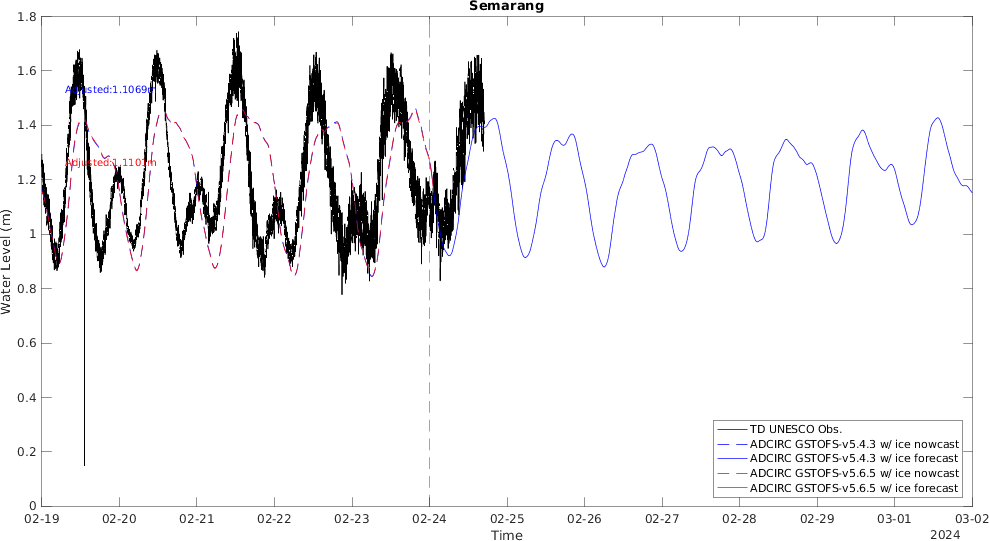 Semarang
1.8
1.6
1.4
1.2
1
0.8
0.6
0.4
0.2
0
Water Level (m)
Adjusted:1.1069m
Adjusted:1.1101m
TD UNESCO Obs.
ADCIRC GSTOFS-v5.4.3 w/ ice nowcast
ADCIRC GSTOFS-v5.4.3 w/ ice forecast
ADCIRC GSTOFS-v5.6.5 w/ ice nowcast
ADCIRC GSTOFS-v5.6.5 w/ ice forecast
02-19 02-20 02-21 02-22 02-23 02-24 02-25 02-26 02-27 02-28 02-29 03-01 03-02
Time
2024